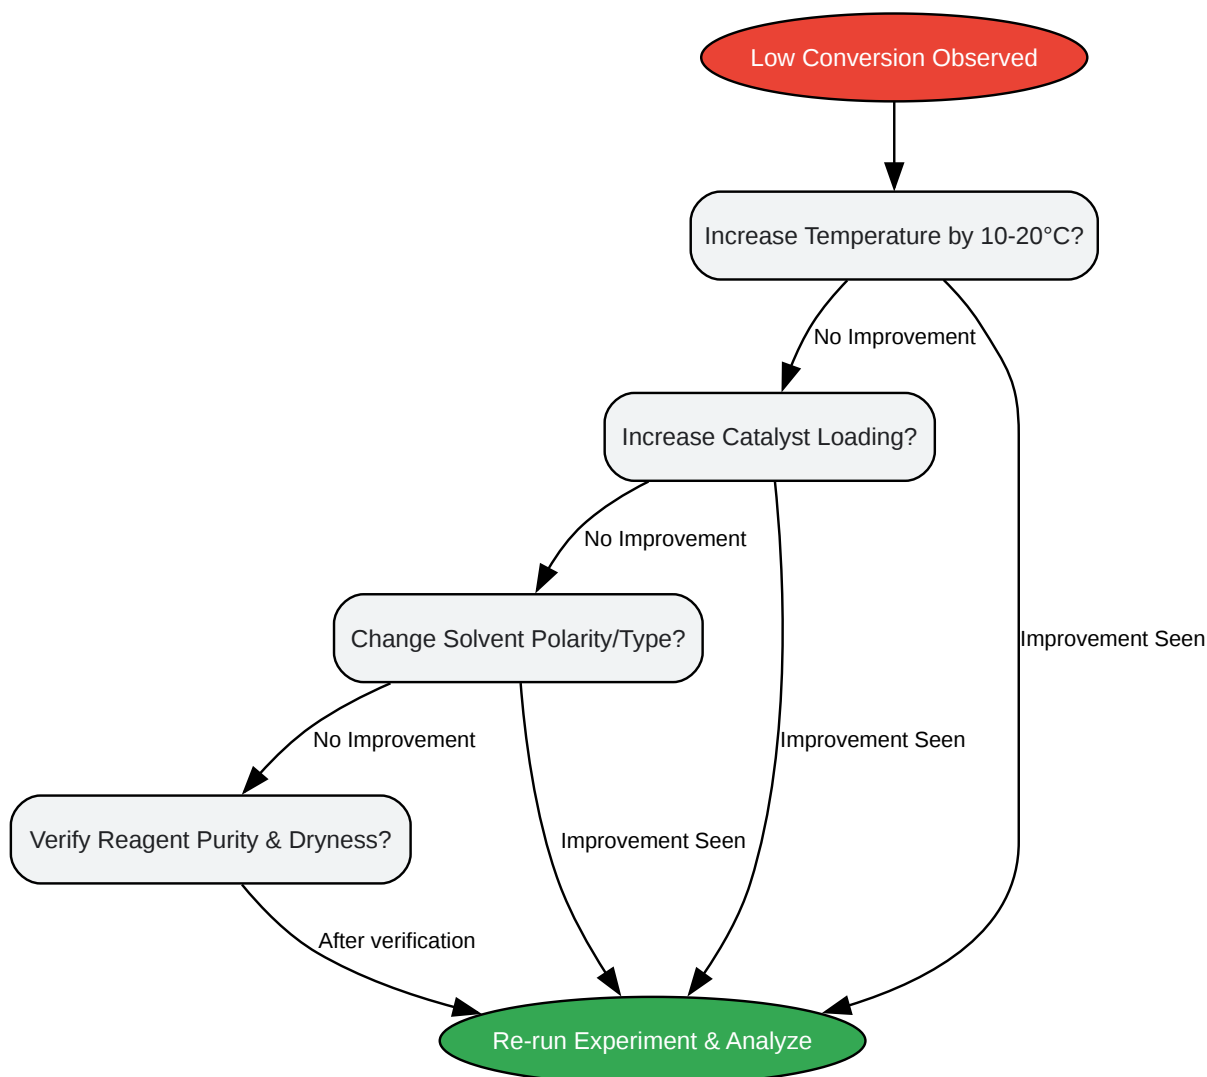 Low Conversion Observed
Increase Temperature by 10-20°C?
No Improvement
Increase Catalyst Loading?
No Improvement
Change Solvent Polarity/Type?
Improvement Seen
No Improvement
Improvement Seen
Verify Reagent Purity & Dryness?
Improvement Seen
After verification
Re-run Experiment & Analyze